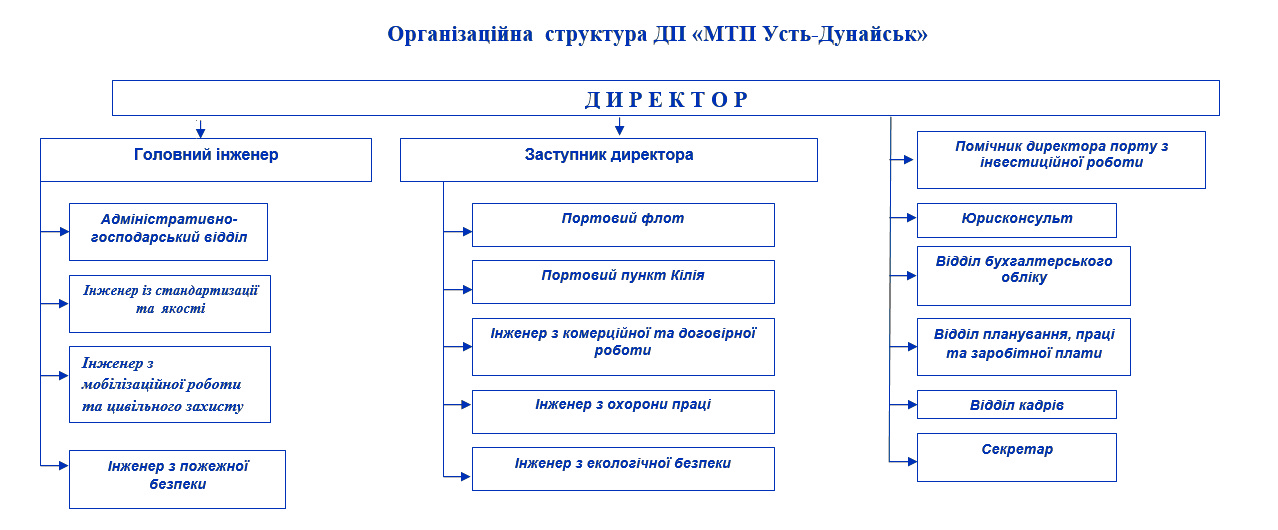 Організаційна структура ДП «МТП Усть-Дунайськ»
Д И Р Е К Т О Р
Головний інженер
Адміністративно-
господарський відділ
Інженер із стандартизації
та якості
Інженер з
мобілізаційної роботи
та цивільного захисту
Інженер з пожежної
безпеки
Заступник директора
Портовий флот
Портовий пункт Кілія
Інженер з комерційної та договірної
роботи
Інженер з охорони праці
Інженер з екологічної безпеки
Помічник директора порту з
інвестиційної роботи
Юрисконсульт
Відділ бухгалтерського
обліку
Відділ планування, праці
та заробітної плати
Відділ кадрів
Секретар